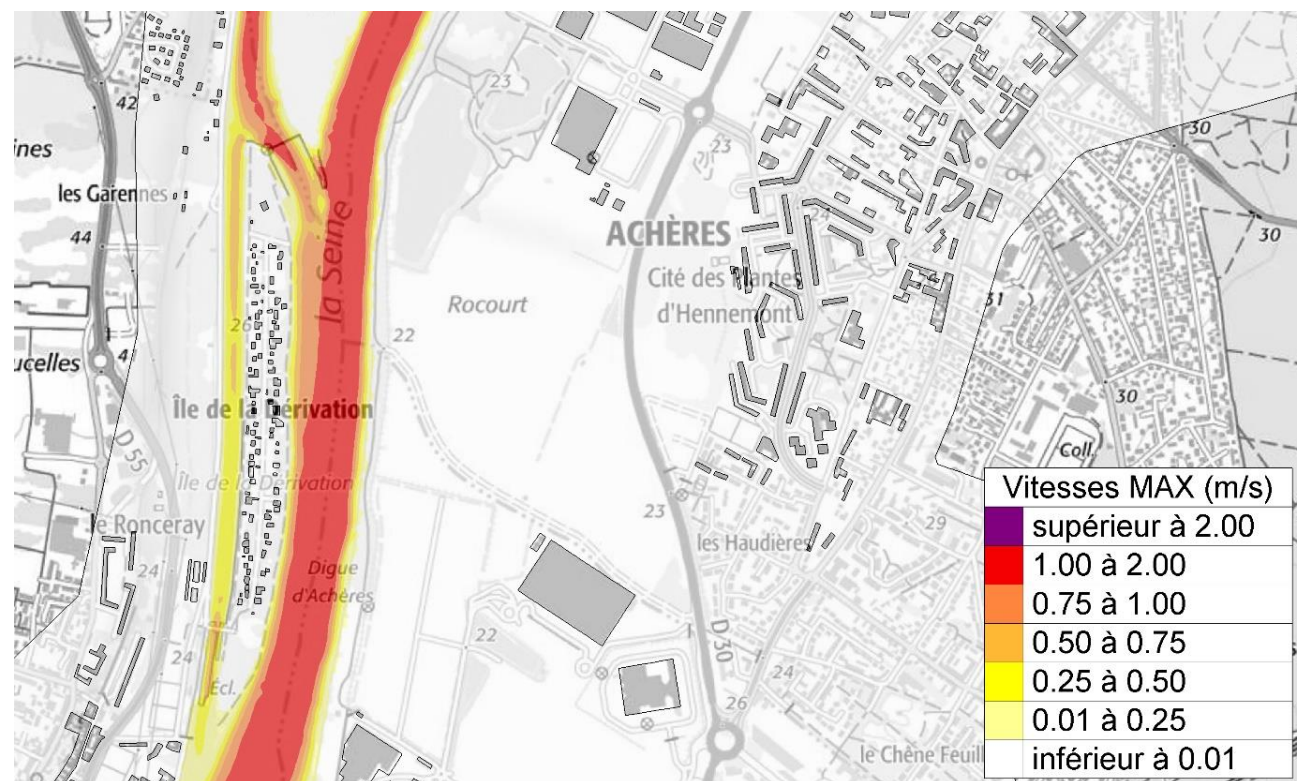 23
42
30
ines
26
les Garennes
23
44
la Seine
ACHÈRES
24
30
Cité des Plantes
d'Hennemont
31
Rocourt
26
22
ucelles
4
30
Île de la Dérivation
D 55
Coll.
Île de la Dérivation
le Ronceray
23
29
les Haudières
24
Digue
d'Achères
22
D30
24
24
Écl.
26
le Chêne Feuill
Vitesses MAX (m/s)
supérieur à 2.00
1.00 à 2.00
0.75 à 1.00
0.50 à 0.75
0.25 à 0.50
0.01 à 0.25
inférieur à 0.01